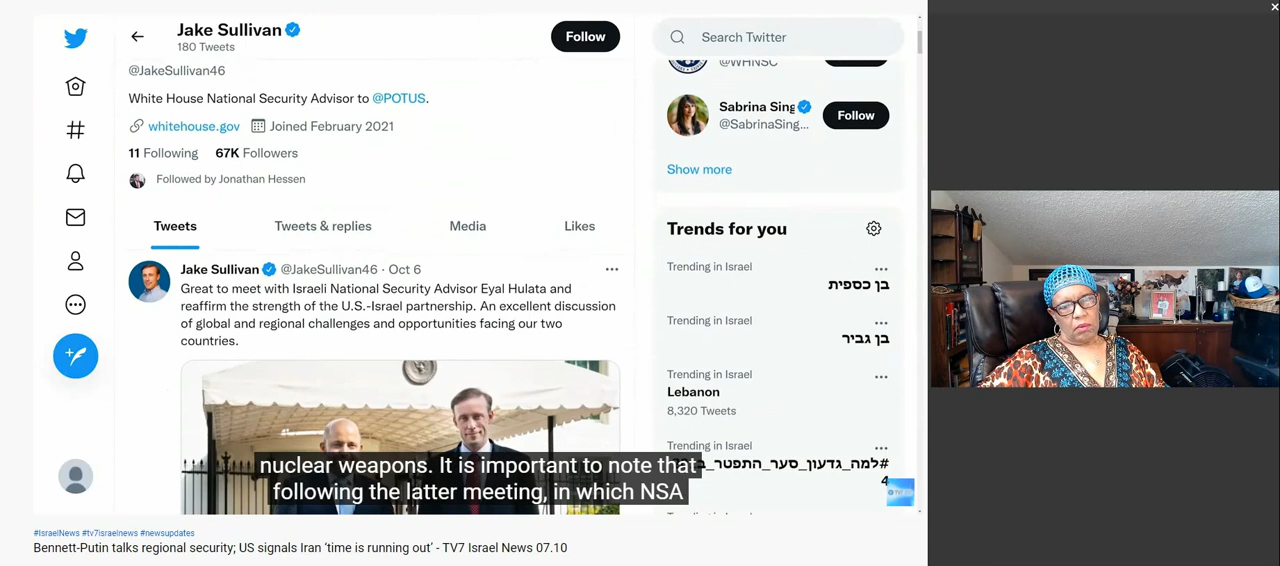 Jake Sullivan
180 Tweets
Follow
@JakeSullivan46
White House National Security Advisor to @POTUS.
whitehouse.gov Joined February 2021
11 Following 67K Followers
Followed by Jonathan Hessen
Tweets Tweets & replies Media Likes
Jake Sullivan @JakeSullivan46 · Oct 6
Great to meet with Israeli National Security Advisor Eyal Hulata and
reaffirm the strength of the U.S.-Israel partnership. An excellent discussion
of global and regional challenges and opportunities facing our two
countries.
nuclear weapons. It is important to note that
following the latter meeting, in which NSA
Search Twitter
@WHNSC
Sabrina Sing
@SabrinaSing...
Follow
Show more
Trends for you
Trending in Israel
בן כספית
Trending in Israel
בן גביר
Trending in Israel
Lebanon
8,320 Tweets
Trending in Israel
#למה_גדעון_סער_התפטר_ב
4
TV7
#IsraelNews #tv7israelnews #newsupdates
Bennett-Putin talks regional security; US signals Iran ‘time is running out’ - TV7 Israel News 07.10